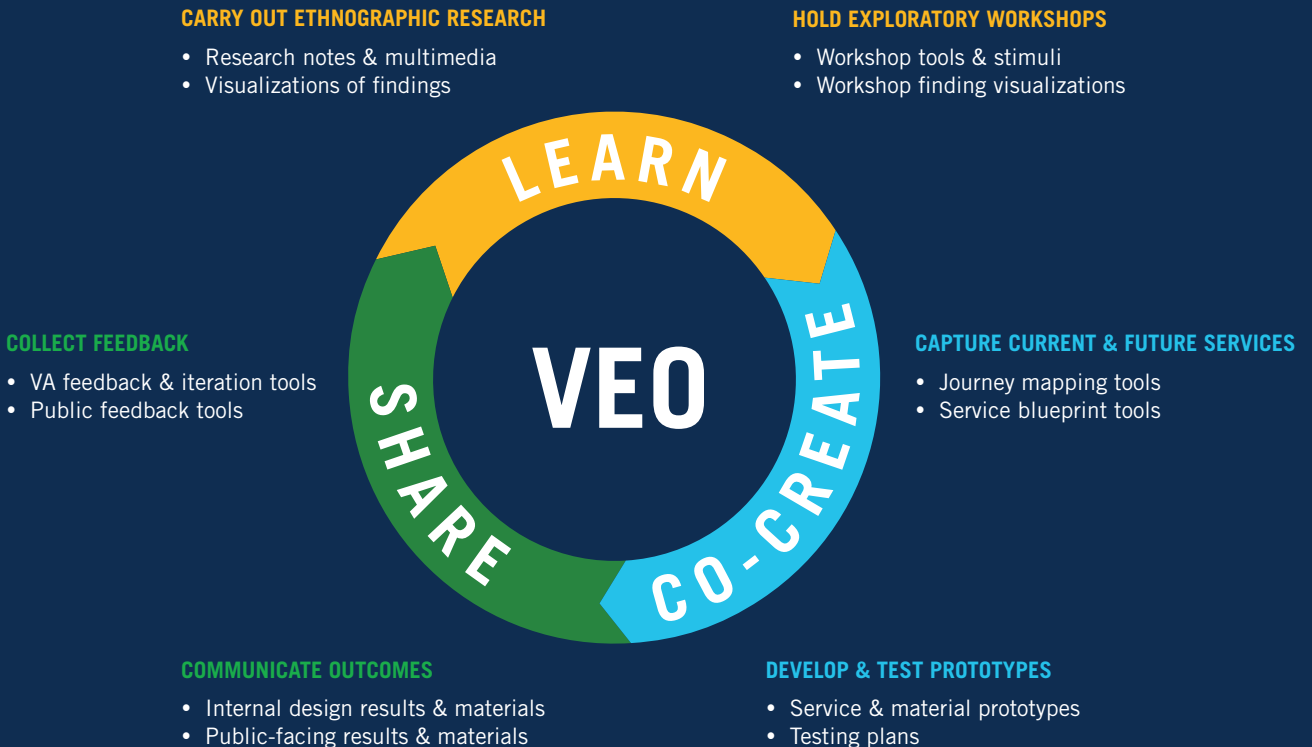 CARRY OUT ETHNOGRAPHIC RESEARCH
• Research notes & multimedia
• Visualizations of findings
HOLD EXPLORATORY WORKSHOPS
• Workshop tools & stimuli
• Workshop finding visualizations
LEARN
COLLECT FEEDBACK
• VA feedback & iteration tools
• Public feedback tools
SHARE
VEO
CO-CREATE
CAPTURE CURRENT & FUTURE SERVICES
• Journey mapping tools
• Service blueprint tools
COMMUNICATE OUTCOMES
• Internal design results & materials
• Public-facing results & materials
DEVELOP & TEST PROTOTYPES
• Service & material prototypes
• Testing plans